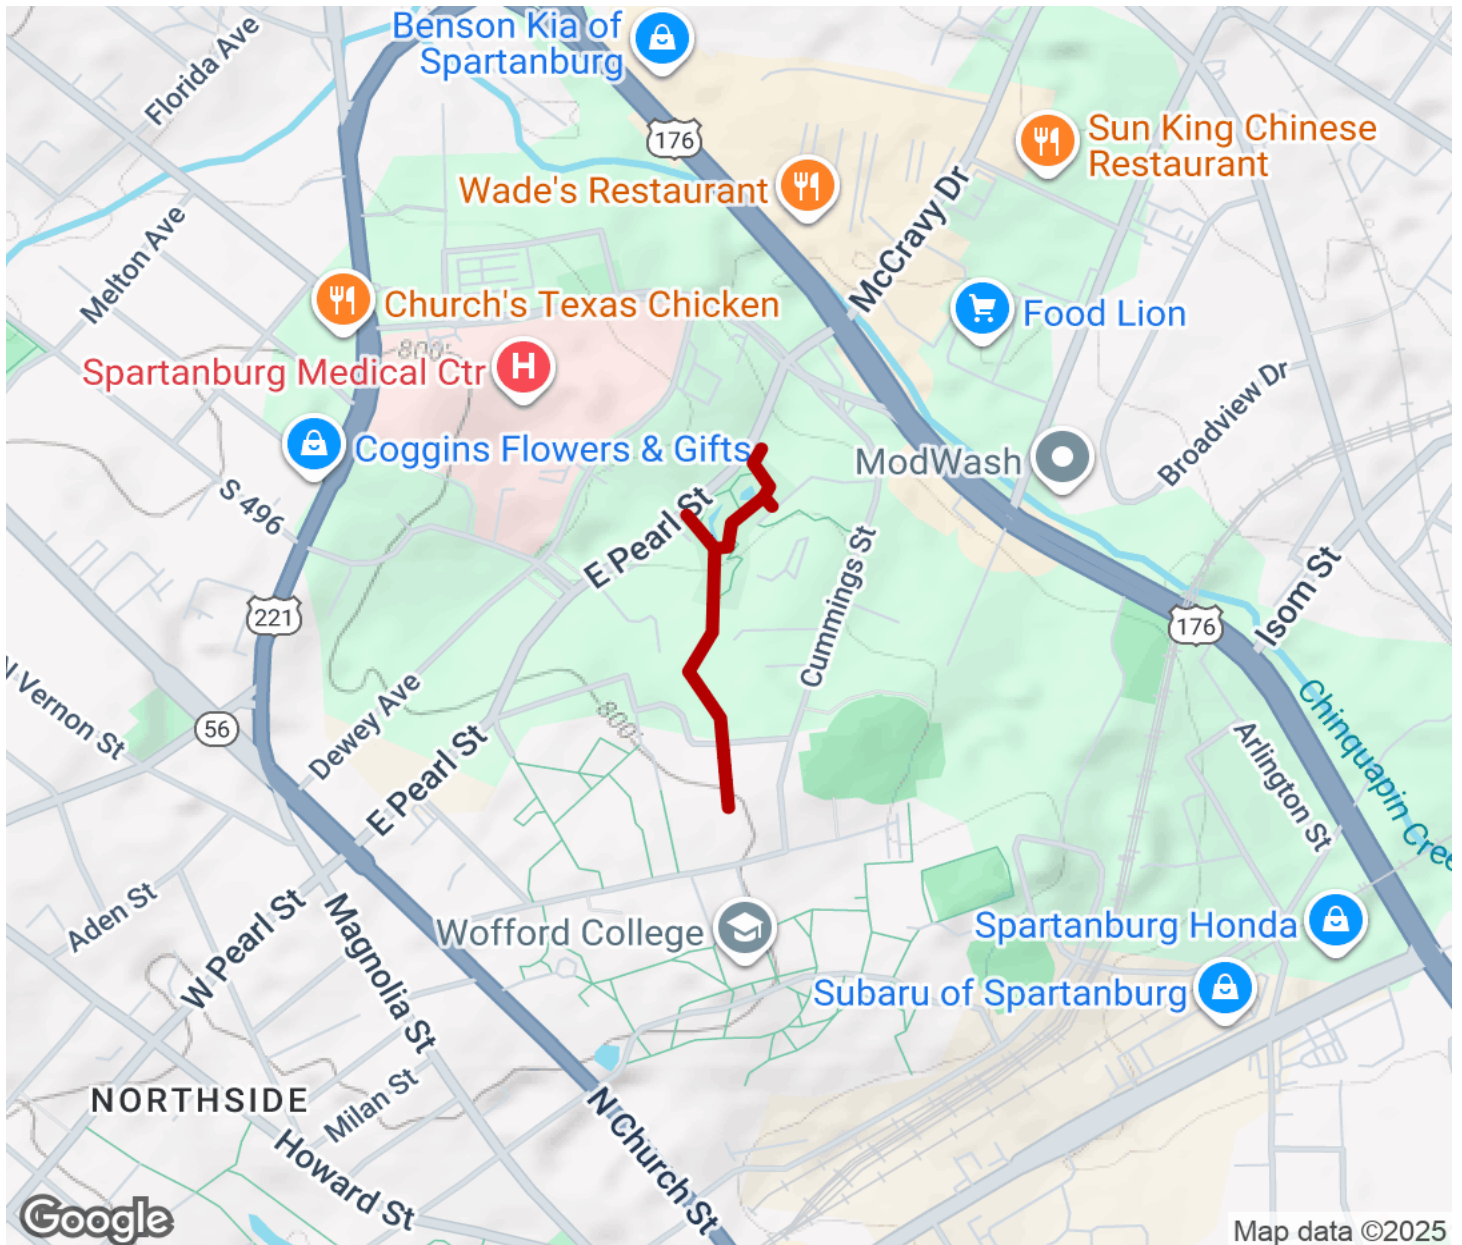 Benson Kia of
Spartanburg
Florida Ave
176
Sun King Chinese
Restaurant
Wade's Restaurant
McCravy Dr
Melton Ave
Church's Texas Chicken
Food Lion
800'
H
Spartanburg Medical Ctr
Broadview Dr
Coggins Flowers & Gifts
ModWash
S 496
E Pearl St
Cummings St
Isom St
221
176
N Vernon St
56
Dewey Ave
800'
E Pearl St
Chinquapin Cree
Arlington St
Aden St
W Pearl St
Magnolia St
Wofford College
Spartanburg Honda
Subaru of Spartanburg
NORTHSIDE
Milan St
Howard St
N Church St
Google
Map data ©2025